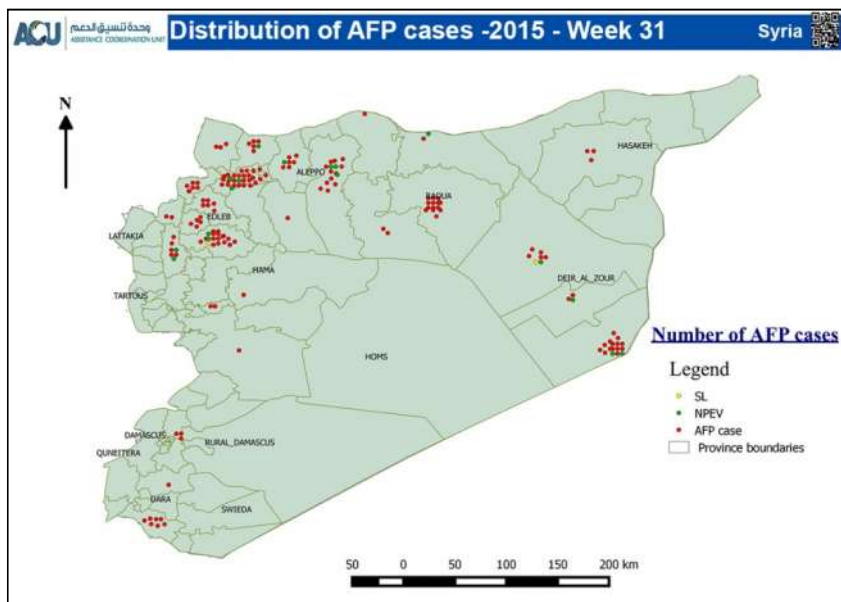 ACU
وحدة تنسيق الدعم
ASSISTANCE COORDINATION UNIT
Distribution of AFP cases -2015 - Week 31
Syria
N
HASAKEH
ALEPPO
RAQUA
EDLEB
LATTAKIA
DEIR_AL_ZOUR
HAMA
TARTOUS
Number of AFP cases
HOMS
Legend
SL
NPEV
AFP case
Province boundaries
DAMASCUS
RURAL_DAMASCUS
QUNEITERA
DARA
SWIEDA
50 0 50 100 150 200 km